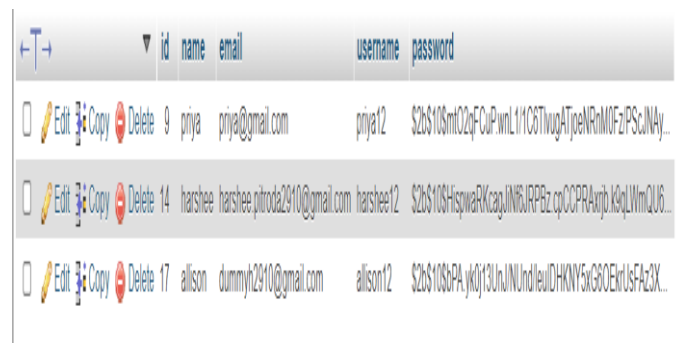 id name email username password
Edit Copy Delete 9 priya priya@gmail.com priya12
Edit Copy Delete 14 harshee harshee.pitroda2910@gmail.com harshee12
Edit Copy Delete 17 allison dummyh2910@gmail.com allison12